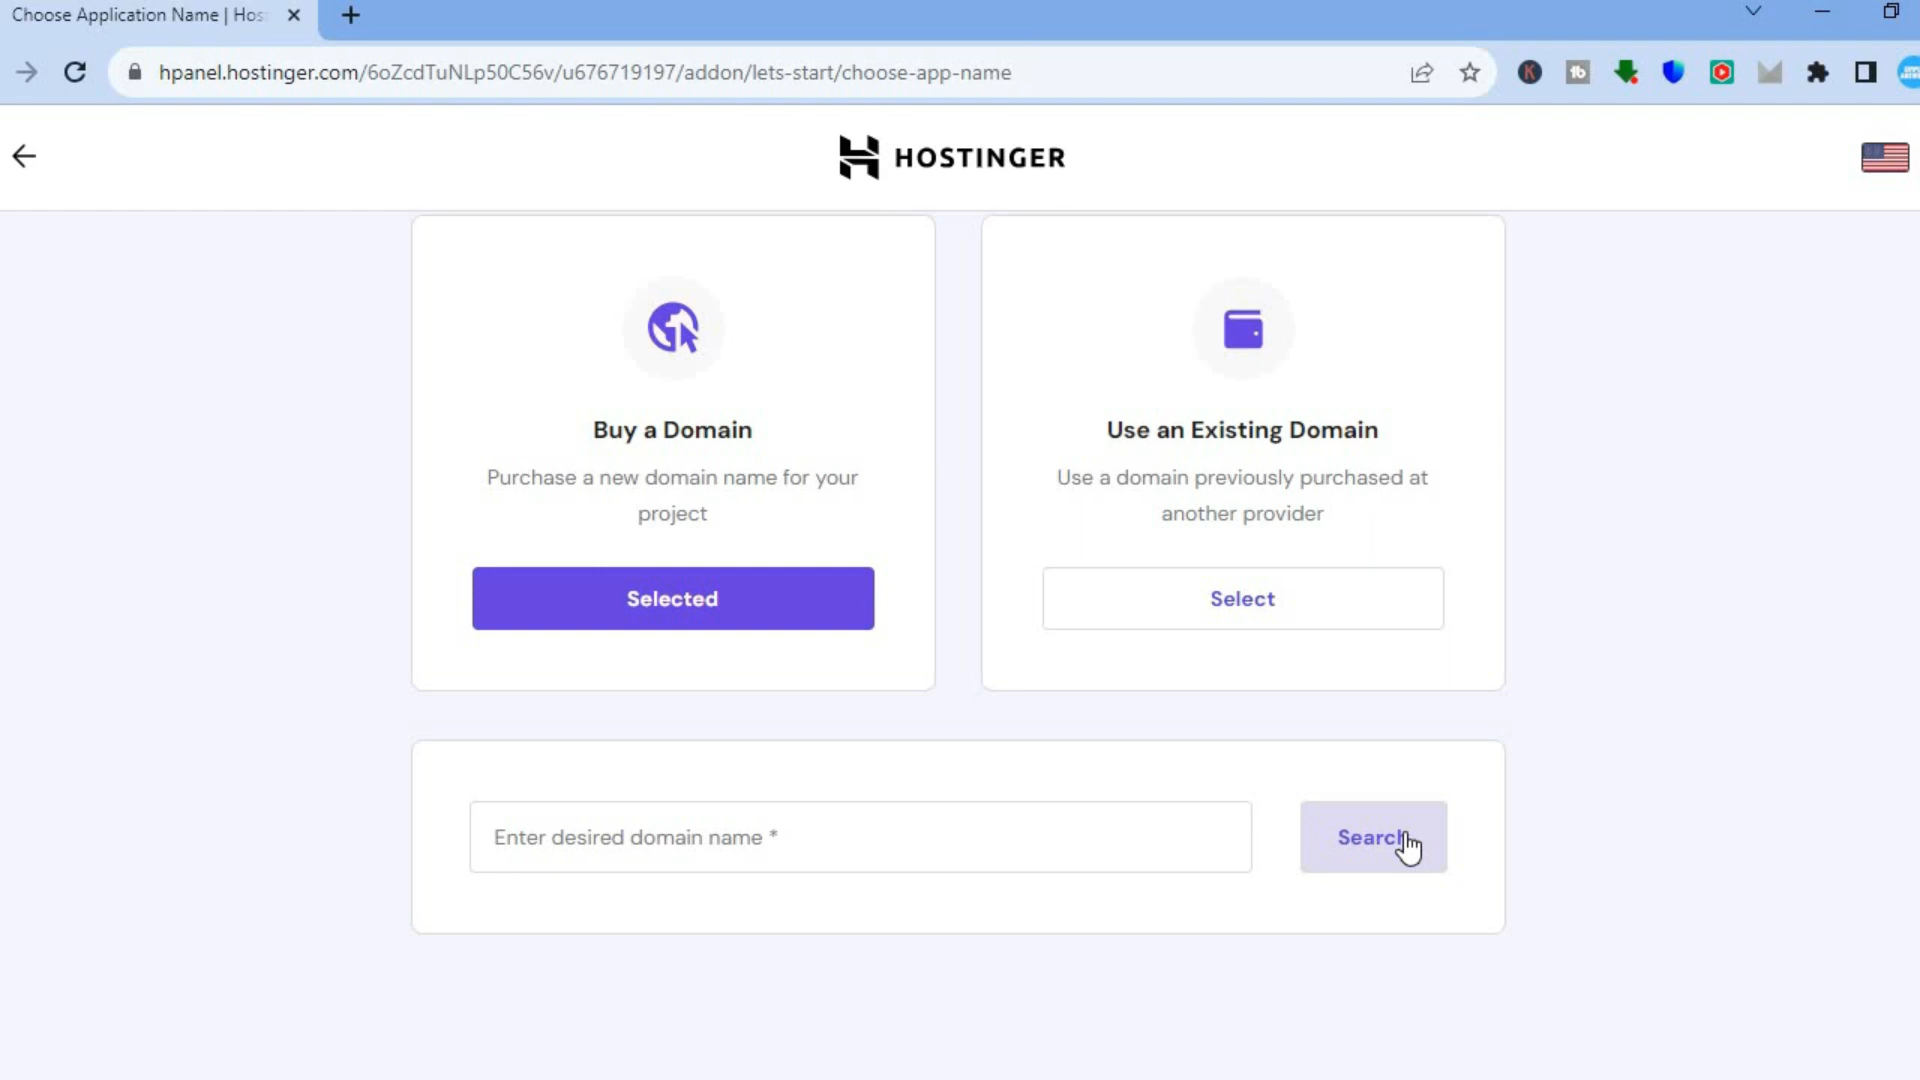 Choose Application Name | Hos
hpanel.hostinger.com/6oZcdTuNLp50C56v/u676719197/addon/lets-start/choose-app-name
HOSTINGER
Buy a Domain
Purchase a new domain name for your
project
Selected
Use an Existing Domain
Use a domain previously purchased at
another provider
Select
Enter desired domain name *
Search